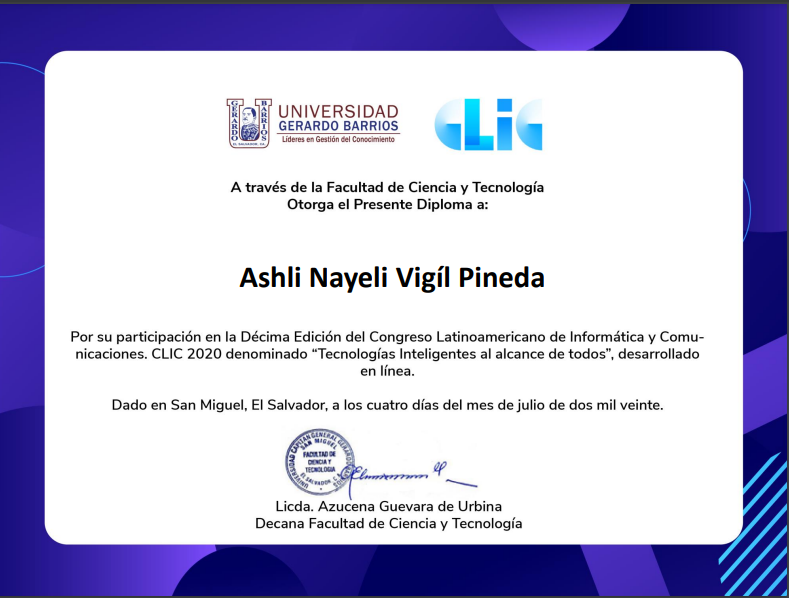 GERARDO BARRIOS
EL SALVADOR, C.A.
UNIVERSIDAD
GERARDO BARRIOS
Líderes en Gestión del Conocimiento
CLiC
A través de la Facultad de Ciencia y Tecnología
Otorga el Presente Diploma a:
Ashli Nayeli Vigíl Pineda
Por su participación en la Décima Edición del Congreso Latinoamericano de Informática y Comu-
nicaciones. CLIC 2020 denominado “Tecnologías Inteligentes al alcance de todos”, desarrollado
en línea.
Dado en San Miguel, El Salvador, a los cuatro días del mes de julio de dos mil veinte.
UNIVERSIDAD CAPITAN GENERAL GERARDO BARRIOS
SAN MIGUEL
FACULTAD DE
CIENCIA Y
TECNOLOGIA
EL SALVADOR, C.A.
Licda. Azucena Guevara de Urbina
Decana Facultad de Ciencia y Tecnología